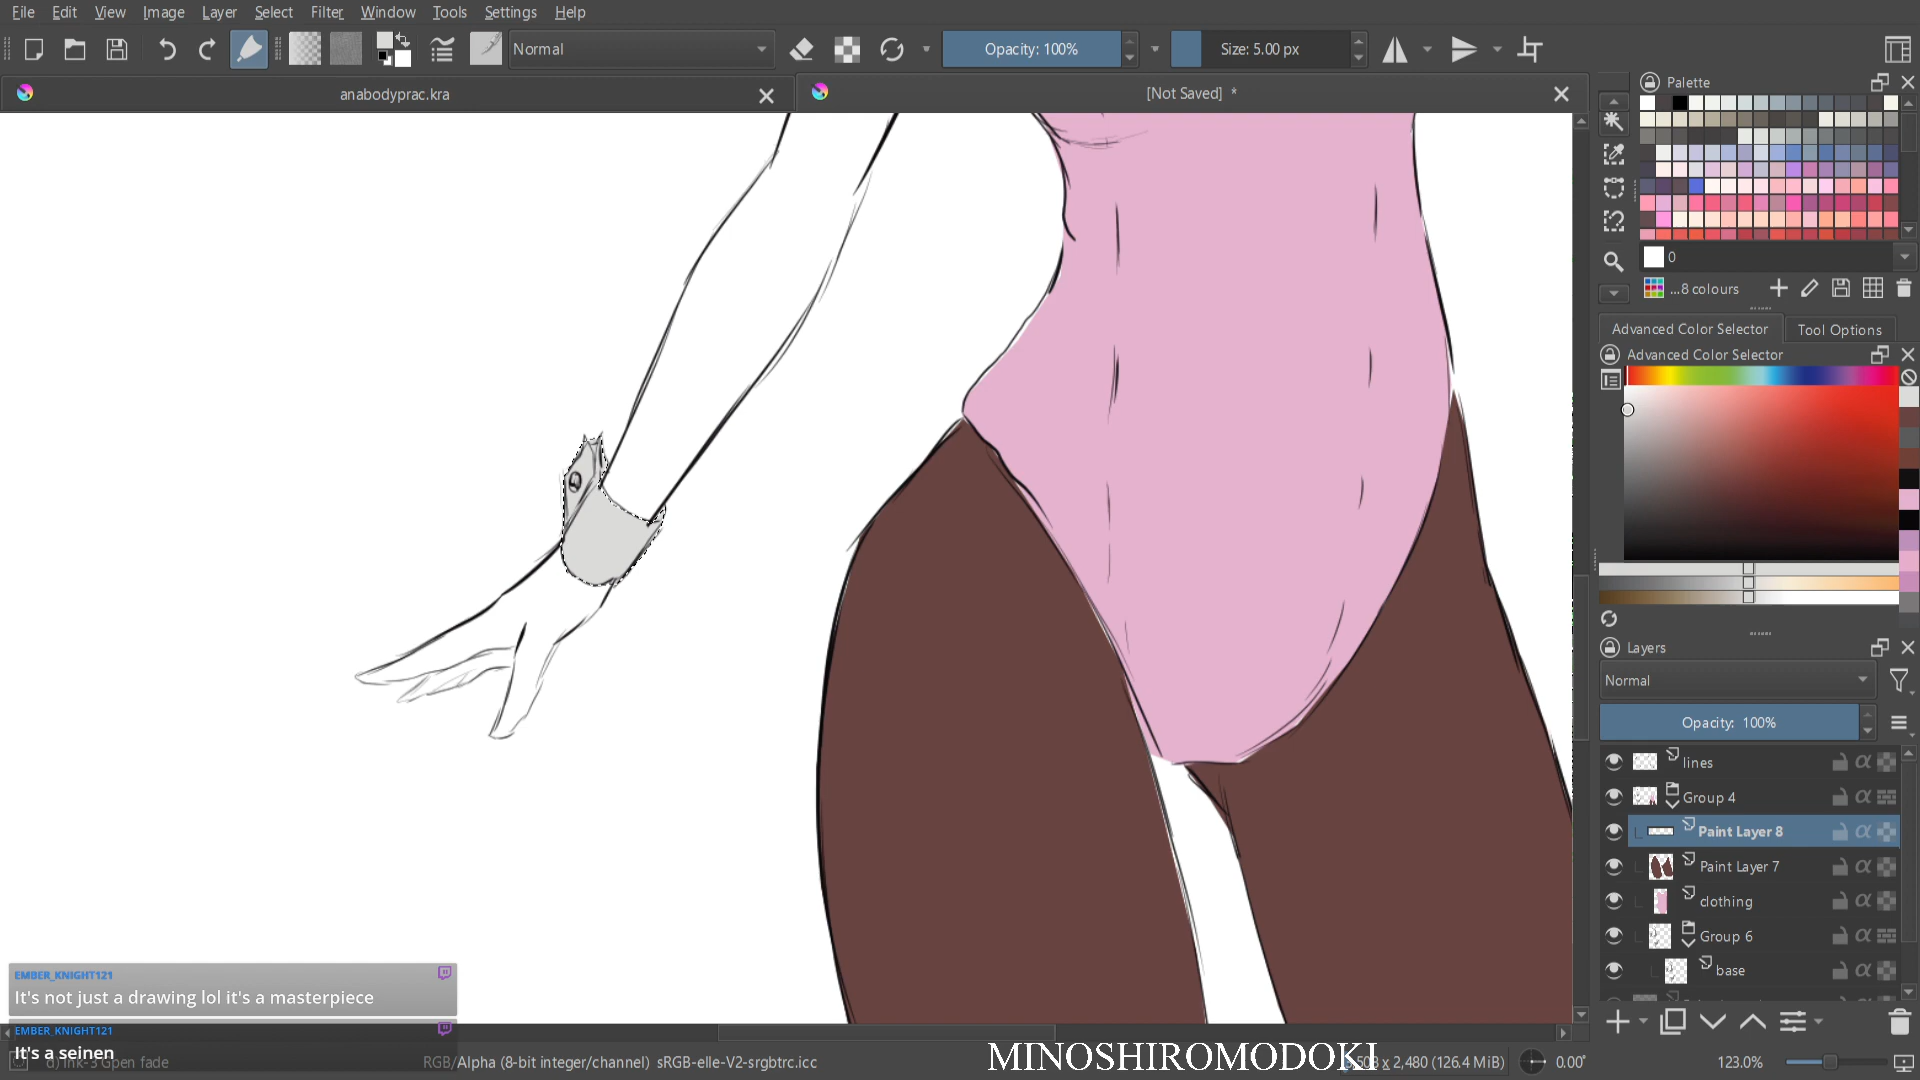 File Edit View Image Layer Select Filter Window Tools Settings Help
Normal
Opacity: 100%
Size: 5.00 px
anabodyprac.kra
[Not Saved] *
Palette
0
...8 colours
Advanced Color Selector
Tool Options
Advanced Color Selector
Layers
Normal
Opacity: 100%
lines
Group 4
Paint Layer 8
Paint Layer 7
clothing
Group 6
base
EMBER_KNIGHT121
It's not just a drawing lol it's a masterpiece
EMBER_KNIGHT121
It's a seinen
d) Ink-3 Gpen fade
RGB/Alpha (8-bit integer/channel) sRGB-elle-V2-srgbtrc.icc
MINOSHIROMODOKI
x 2,480 (126.4 MiB)
0.00°
123.0%